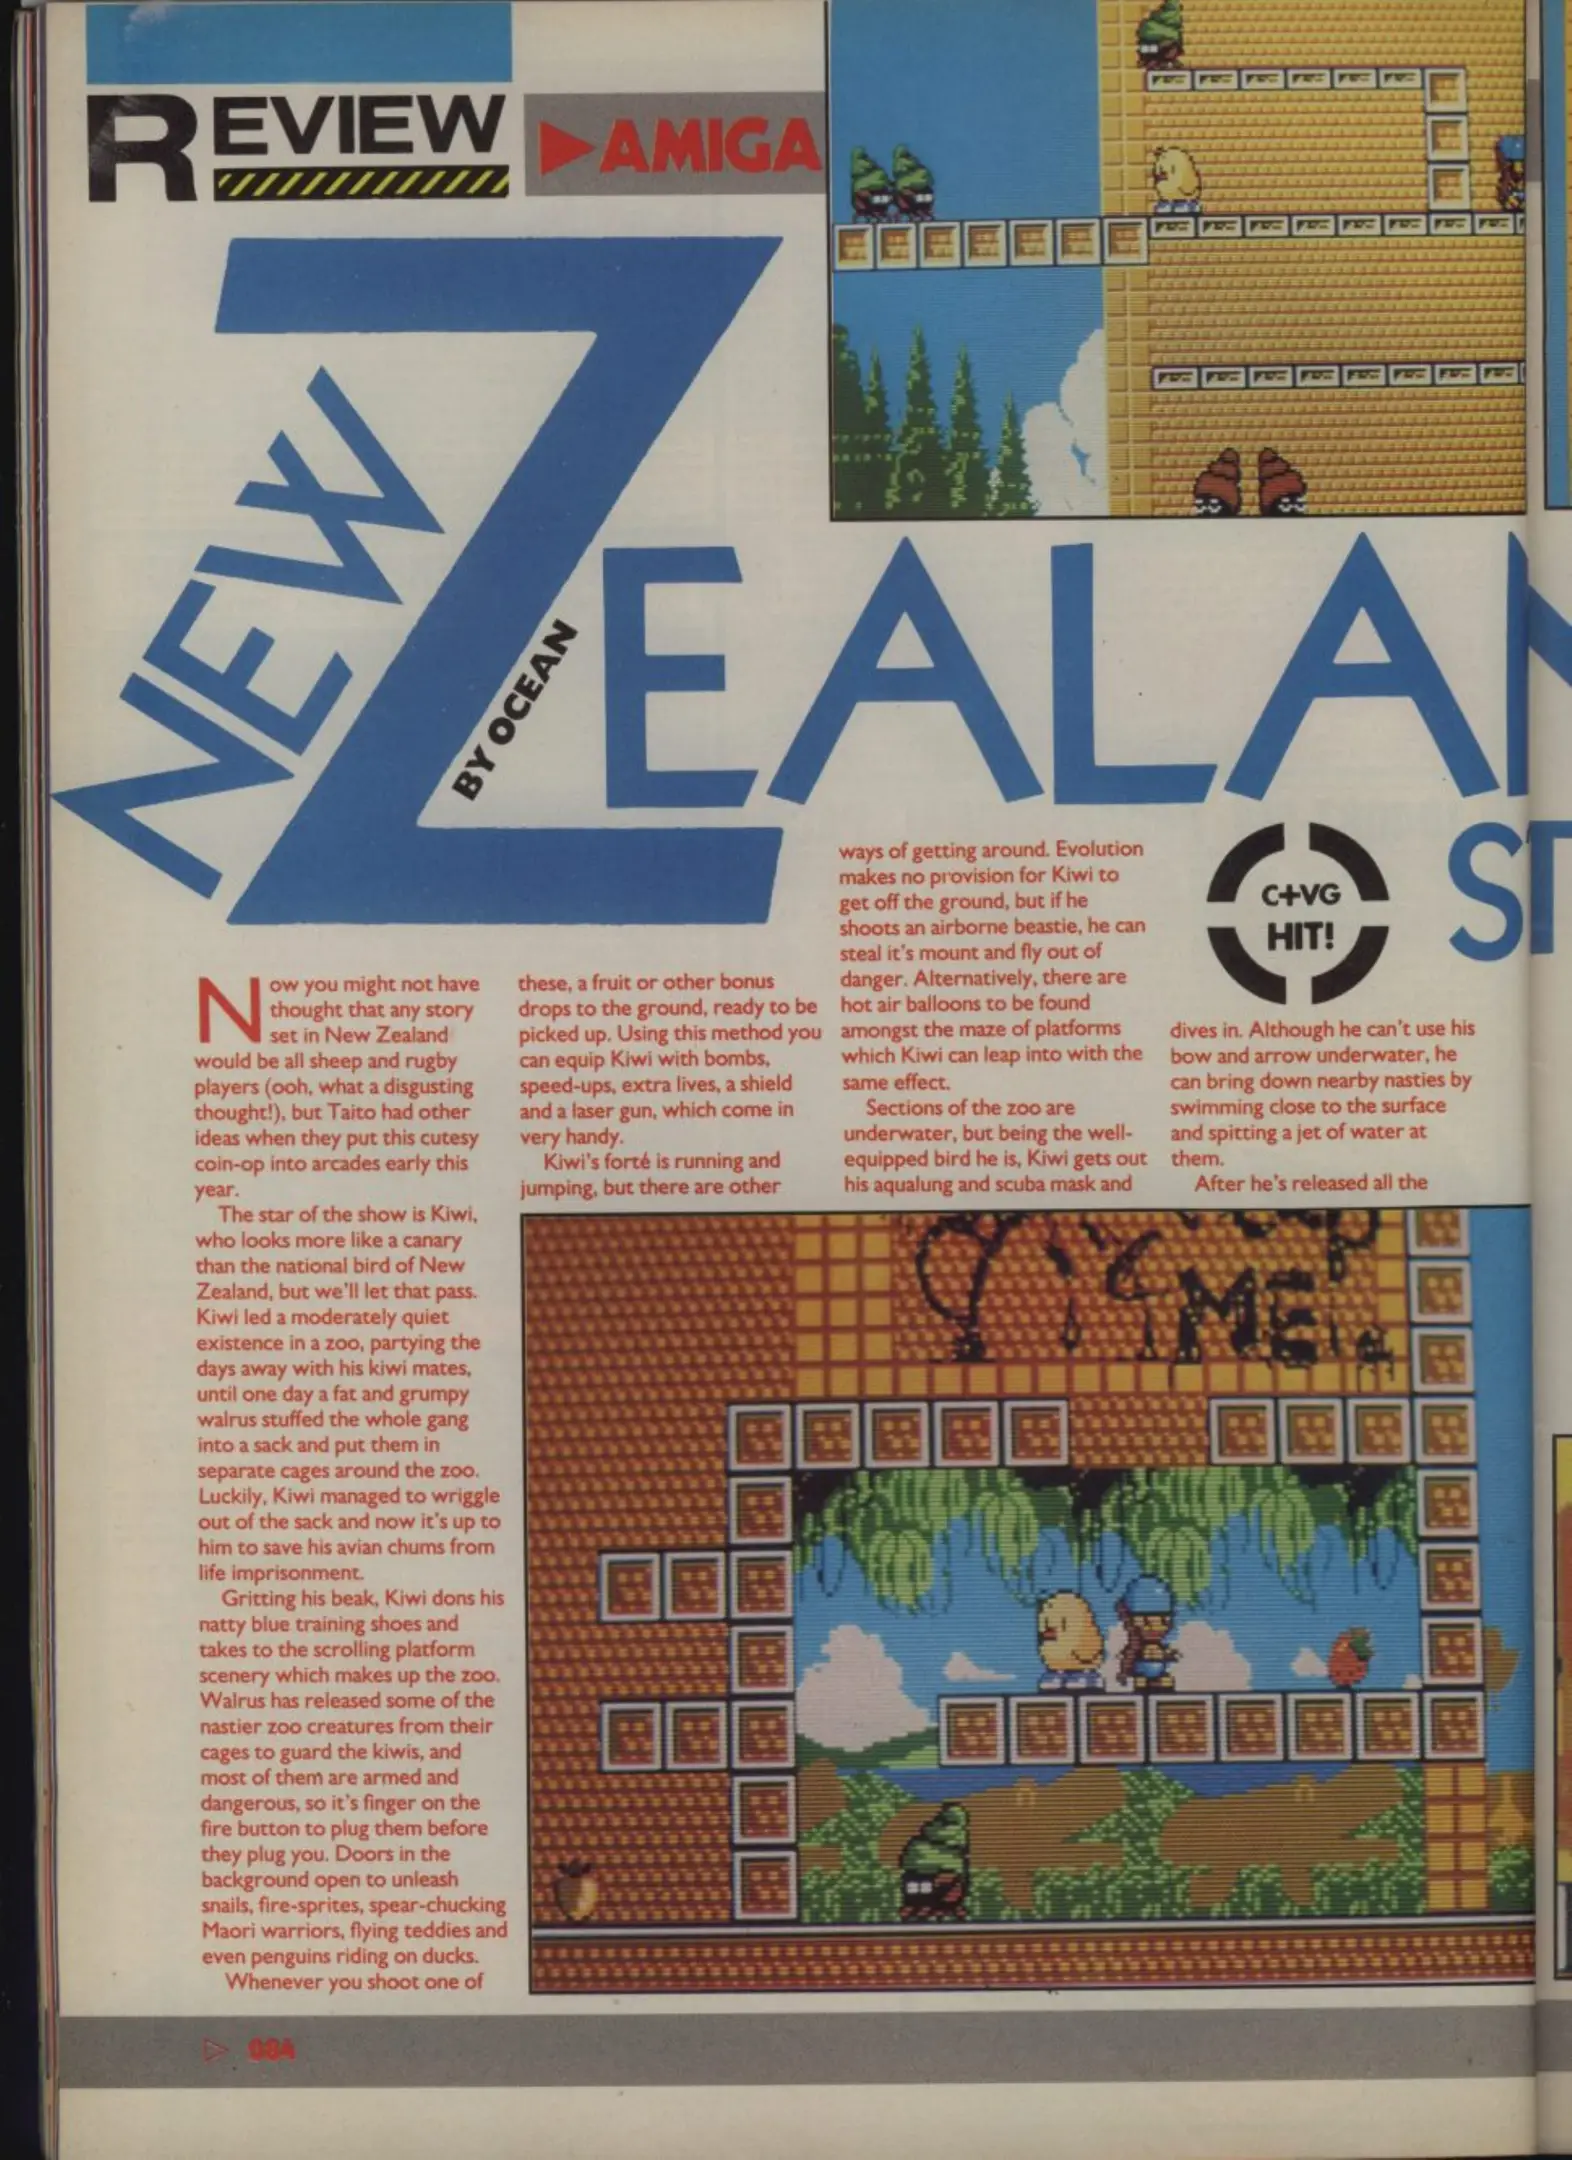 REVIEW
AMIGA
NEW
ZEALAN
BY OCEAN
ST
C+VG
HIT!
Now you might not have
thought that any story
set in New Zealand
would be all sheep and rugby
players (ooh, what a disgusting
thought!), but Taito had other
ideas when they put this cutesy
coin-op into arcades early this
year.
The star of the show is Kiwi,
who looks more like a canary
than the national bird of New
Zealand, but we'll let that pass.
Kiwi led a moderately quiet
existence in a zoo, partying the
days away with his kiwi mates,
until one day a fat and grumpy
walrus stuffed the whole gang
into a sack and put them in
separate cages around the zoo.
Luckily, Kiwi managed to wriggle
out of the sack and now it's up to
him to save his avian chums from
life imprisonment.
Gritting his beak, Kiwi dons his
natty blue training shoes and
takes to the scrolling platform
scenery which makes up the zoo.
Walrus has released some of the
nastier zoo creatures from their
cages to guard the kiwis, and
most of them are armed and
dangerous, so it's finger on the
fire button to plug them before
they plug you. Doors in the
background open to unleash
snails, fire-sprites, spear-chucking
Maori warriors, flying teddies and
even penguins riding on ducks.
Whenever you shoot one of
these, a fruit or other bonus
drops to the ground, ready to be
picked up. Using this method you
can equip Kiwi with bombs,
speed-ups, extra lives, a shield
and a laser gun, which come in
very handy.
Kiwi's forté is running and
jumping, but there are other
ways of getting around. Evolution
makes no provision for Kiwi to
get off the ground, but if he
shoots an airborne beastie, he can
steal it's mount and fly out of
danger. Alternatively, there are
hot air balloons to be found
amongst the maze of platforms
which Kiwi can leap into with the
same effect.
Sections of the zoo are
underwater, but being the well-
equipped bird he is, Kiwi gets out
his aqualung and scuba mask and
dives in. Although he can't use his
bow and arrow underwater, he
can bring down nearby nasties by
swimming close to the surface
and spitting a jet of water at
them.
After he's released all the
ME!
084